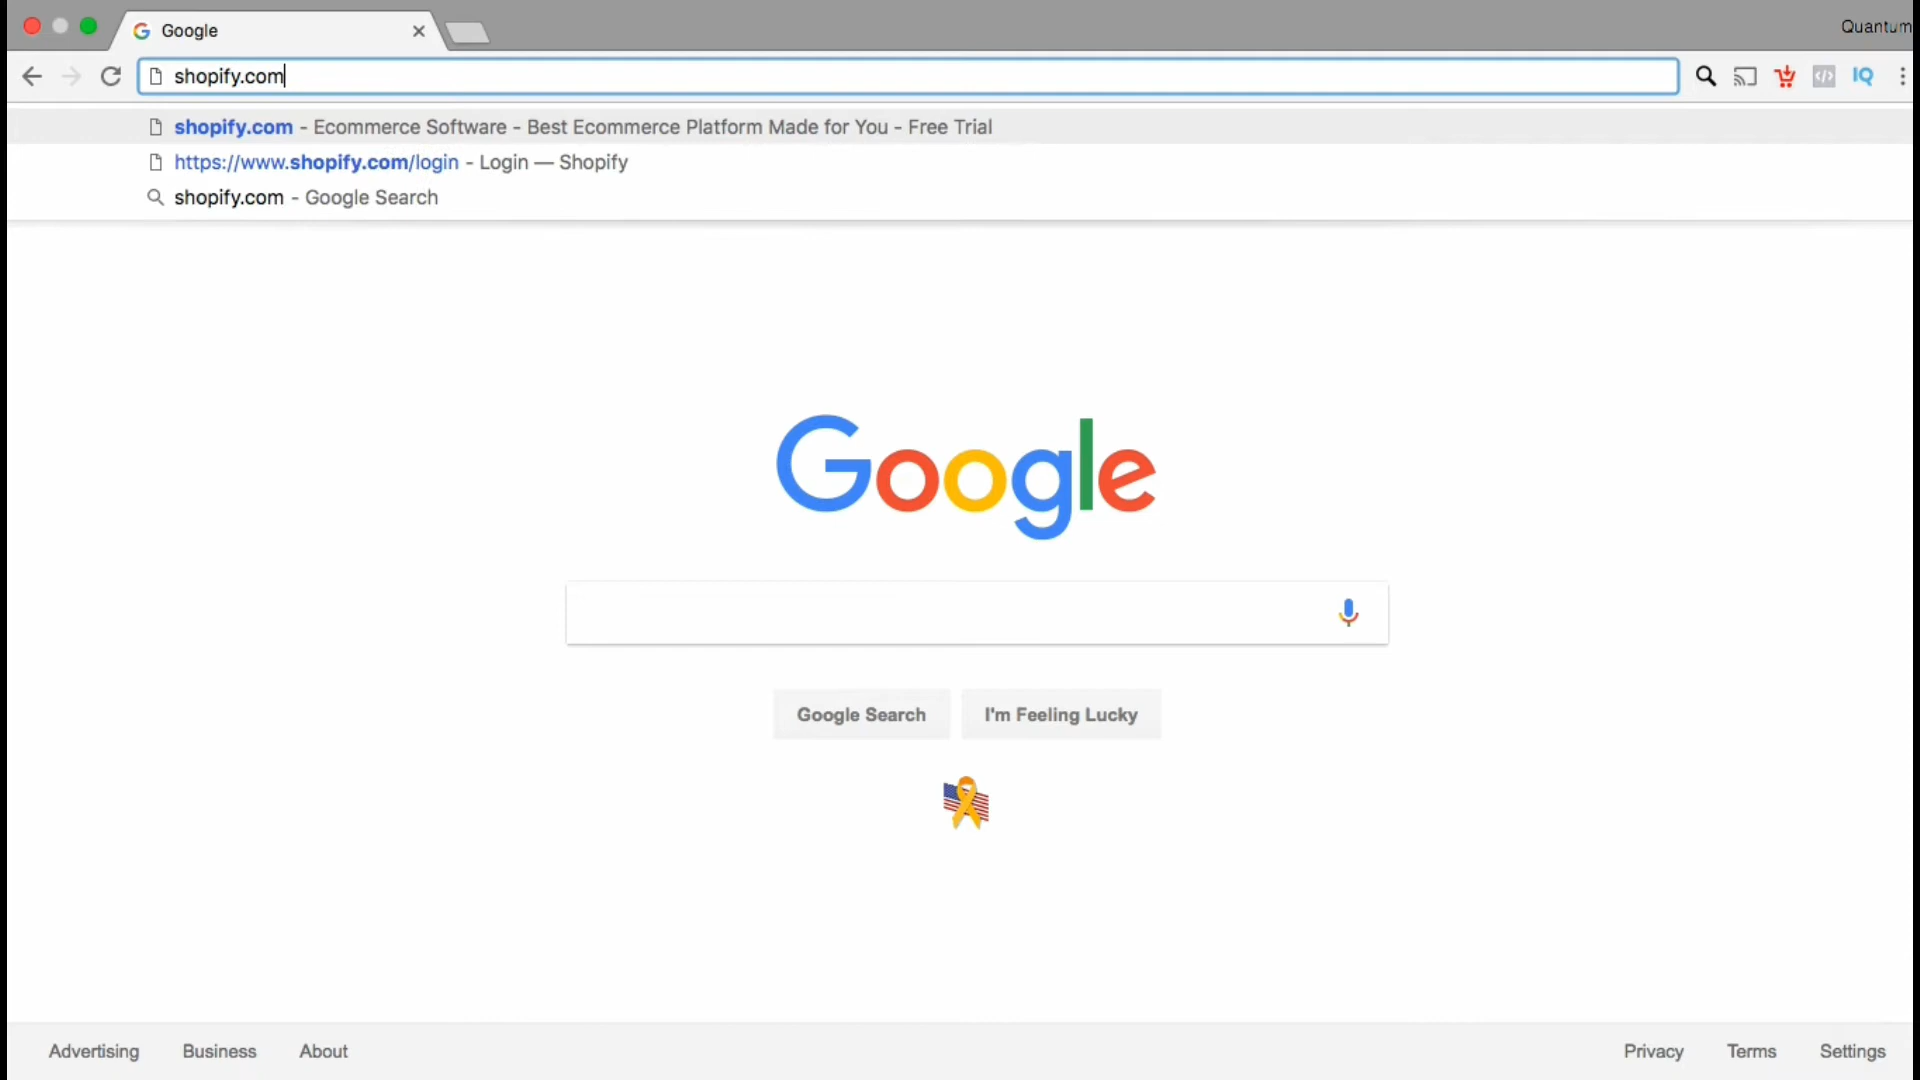 Google
Quantum
shopify.com
IQ
shopify.com - Ecommerce Software - Best Ecommerce Platform Made for You - Free Trial
https://www.shopify.com/login - Login — Shopify
shopify.com - Google Search
Google
Google Search I'm Feeling Lucky
Advertising Business About Privacy Terms Settings